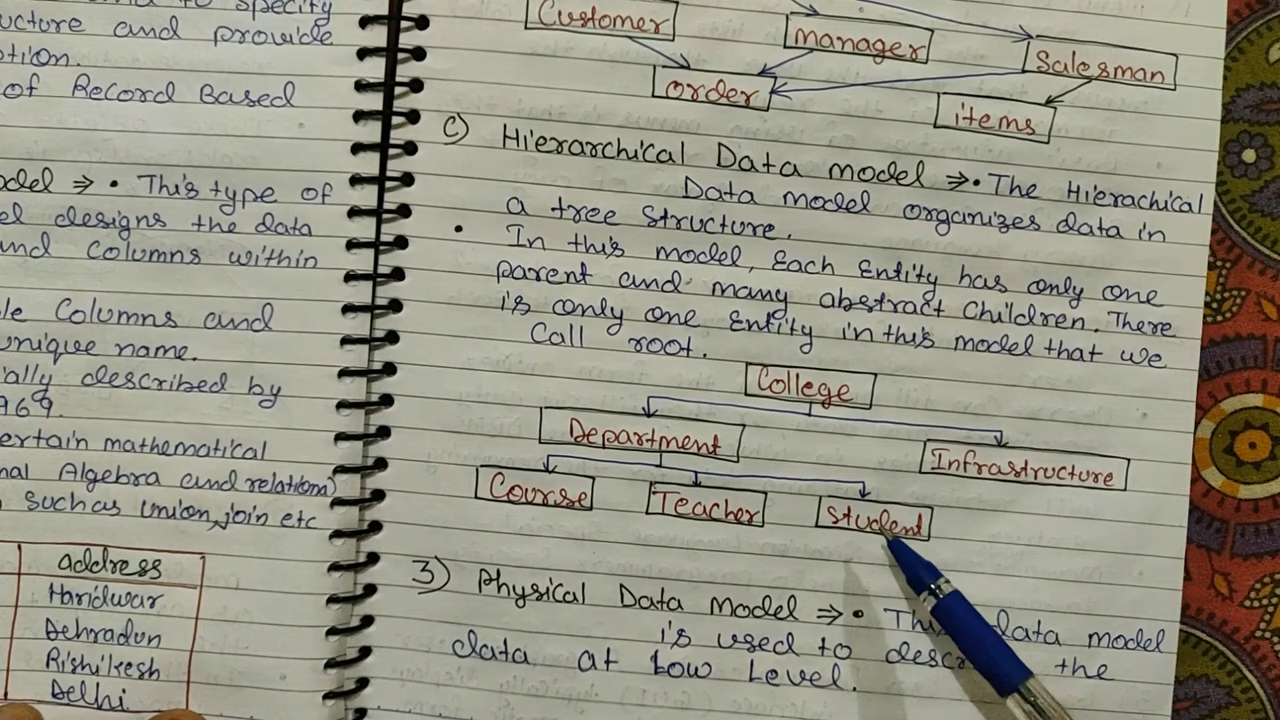 to specify
ucture and provide
otion.
of Record Based
odel ⇒ • This type of
el designs the data
and Columns within
le Columns and
unique name.
ially described by
969.
ertain mathematical
nal Algebra and relational
, such as Union, join etc
address
Haridwar
Dehradun
Rishikesh
Delhi
Customer
manager
Salesman
order
items
c) Hierarchical Data model ⇒ • The Hierachical
Data model organizes data in
a tree structure.
• In this model, Each Entity has only one
parent and many abstract Children. There
is only one Entity in this model that we
Call root.
College
Department
Infrastructure
Course
Teacher
Student
3) Physical Data Model ⇒ • This data model
is used to the
data at Low Level.